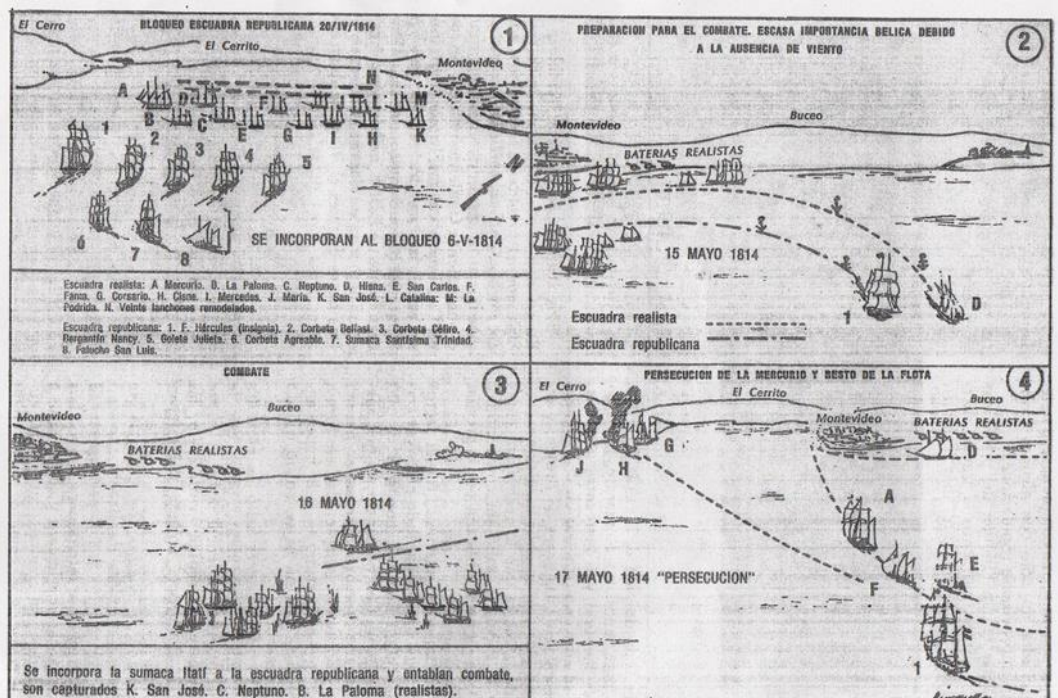 BLOQUEO ESCUADRA REPUBLICANA 20/IV/1814
1
El Cerro
El Cerrito
Montevideo
N
A
D
F
J
L
M
B
C
E
G
I
H
K
1
2
3
4
5
N
6
7
8
SE INCORPORAN AL BLOQUEO 6-V-1814
Escuadra realista: A Mercurio. B. La Paloma. C. Neptuno. D. Hiena. E. San Carlos. F.
Fama. G. Corsario. H. Cisne. I. Mercedes. J. María. K. San José. L. Catalina: M: La
Podrida. N. Veinte lanchones remodelados.
Escuadra republicana: 1. F. Hércules (insignia). 2. Corbeta Belfast. 3. Corbeta Céfiro. 4.
Bergantín Nancy. 5. Goleta Julieta. 6. Corbeta Agreable. 7. Sumaca Santísima Trinidad.
8. Falucho San Luis.
PREPARACION PARA EL COMBATE. ESCASA IMPORTANCIA BELICA DEBIDO
A LA AUSENCIA DE VIENTO
2
Montevideo
Buceo
BATERIAS REALISTAS
15 MAYO 1814
1
D
Escuadra realista
Escuadra republicana
COMBATE
3
Montevideo
Buceo
BATERIAS REALISTAS
16 MAYO 1814
Se incorpora la sumaca Itatí a la escuadra republicana y entablan combate,
son capturados K. San José. C. Neptuno. B. La Paloma (realistas).
PERSECUCION DE LA MERCURIO Y RESTO DE LA FLOTA
4
El Cerro
El Cerrito
Buceo
Montevideo
BATERIAS REALISTAS
J
H
G
D
A
E
F
17 MAYO 1814 "PERSECUCION"
1